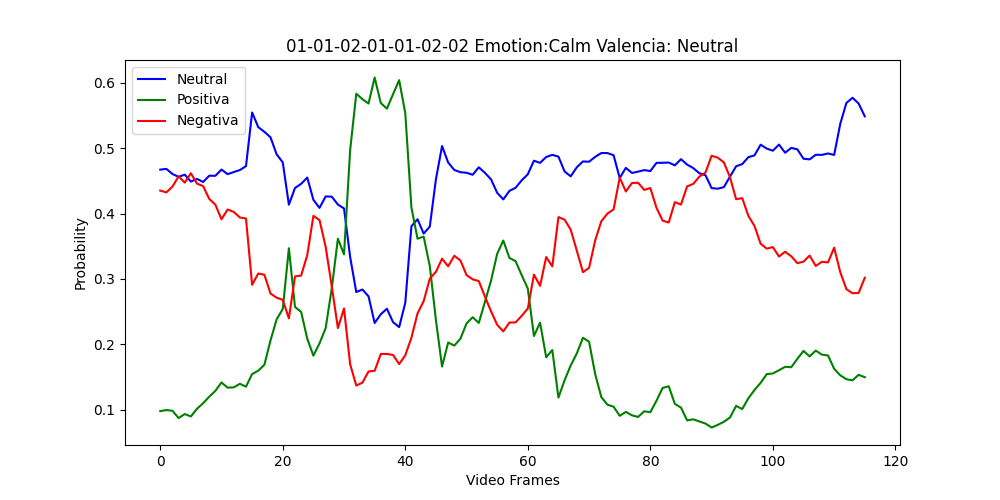 01-01-02-01-01-02-02 Emotion:Calm Valencia: Neutral
Neutral
Positiva
Negativa
Probability
0.6
0.5
0.4
0.3
0.2
0.1
0 20 40 60 80 100 120
Video Frames